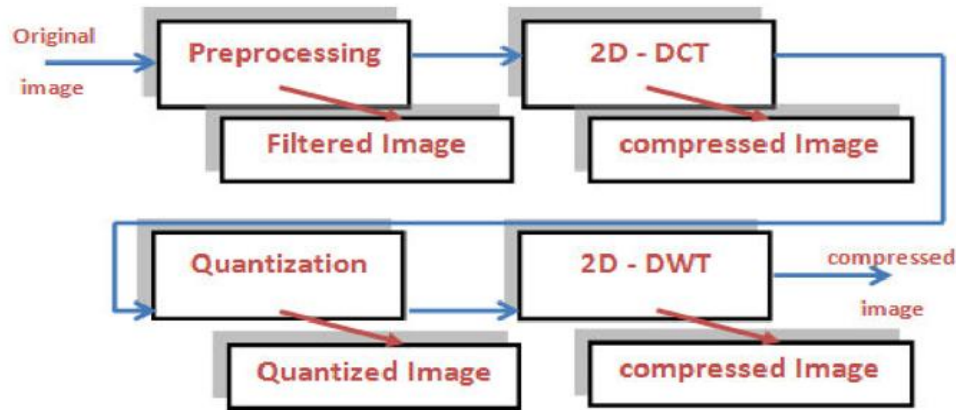 Original
image
Preprocessing
2D - DCT
Filtered Image
compressed Image
Quantization
2D - DWT
compressed
image
Quantized Image
compressed Image